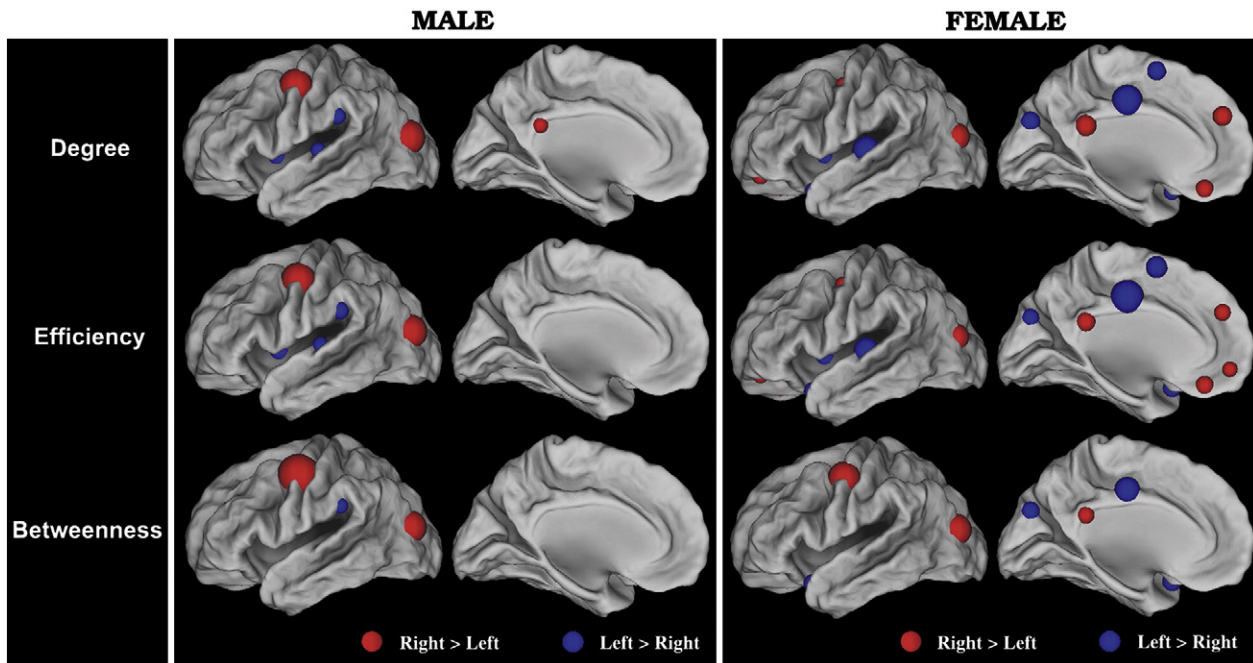 MALE
FEMALE
Degree
Efficiency
Betweenness
Right > Left
Left > Right
Right > Left
Left > Right